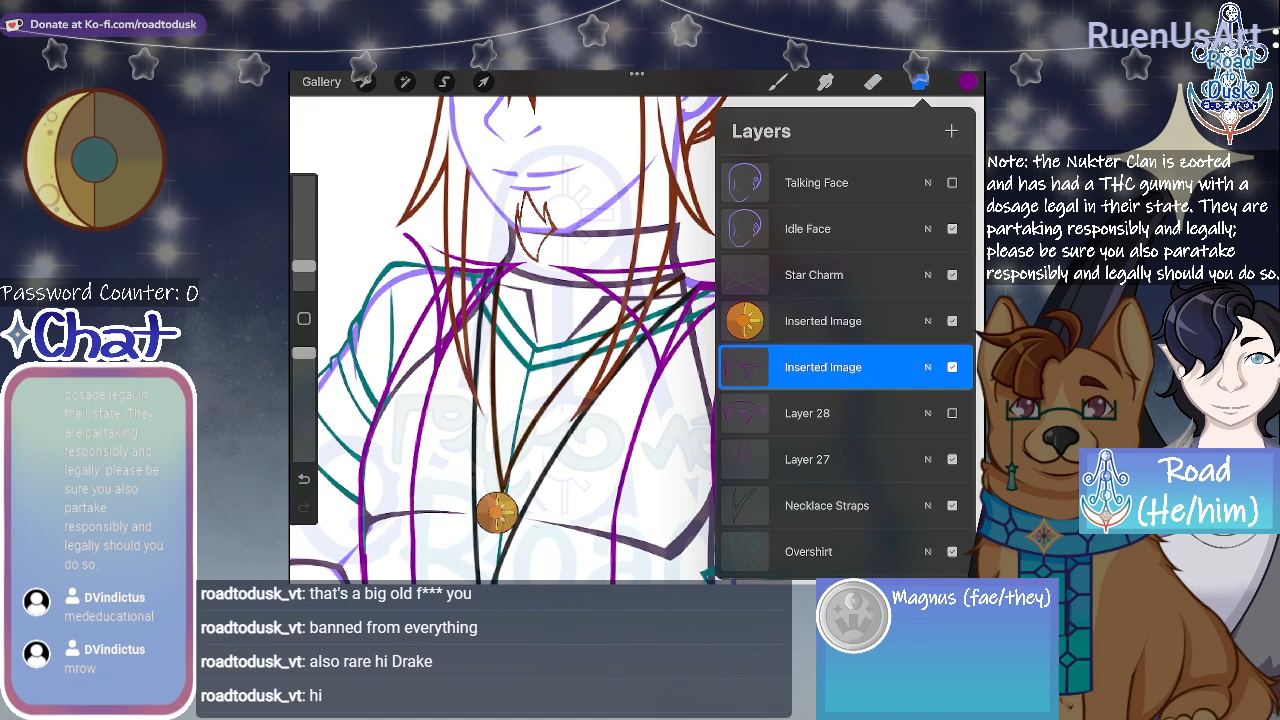 Donate at Ko-fi.com/roadtodusk
RuenUsArt
Road
to
Dusk
Gallery
Layers
Talking Face
N
Idle Face
N
Star Charm
N
Inserted Image
N
Inserted Image
N
Layer 28
N
Layer 27
N
Necklace Straps
N
Overshirt
N
Note: the Nukter Clan is zooted
and has had a THC gummy with a
dosage legal in their state. They are
partaking responsibly and legally;
please be sure you also paratake
responsibly and legally should you do so.
Password Counter: 0
Chat
dosage legal in
their state. They
are partaking
responsibly and
legally; please be
sure you also
partake
responsibly and
legally should you
do so.
DVindictus
mededucational
DVindictus
mrow
roadtodusk_vt: that's a big old f*** you
roadtodusk_vt: banned from everything
roadtodusk_vt: also rare hi Drake
roadtodusk_vt: hi
Road
(He/him)
Magnus (fae/they)